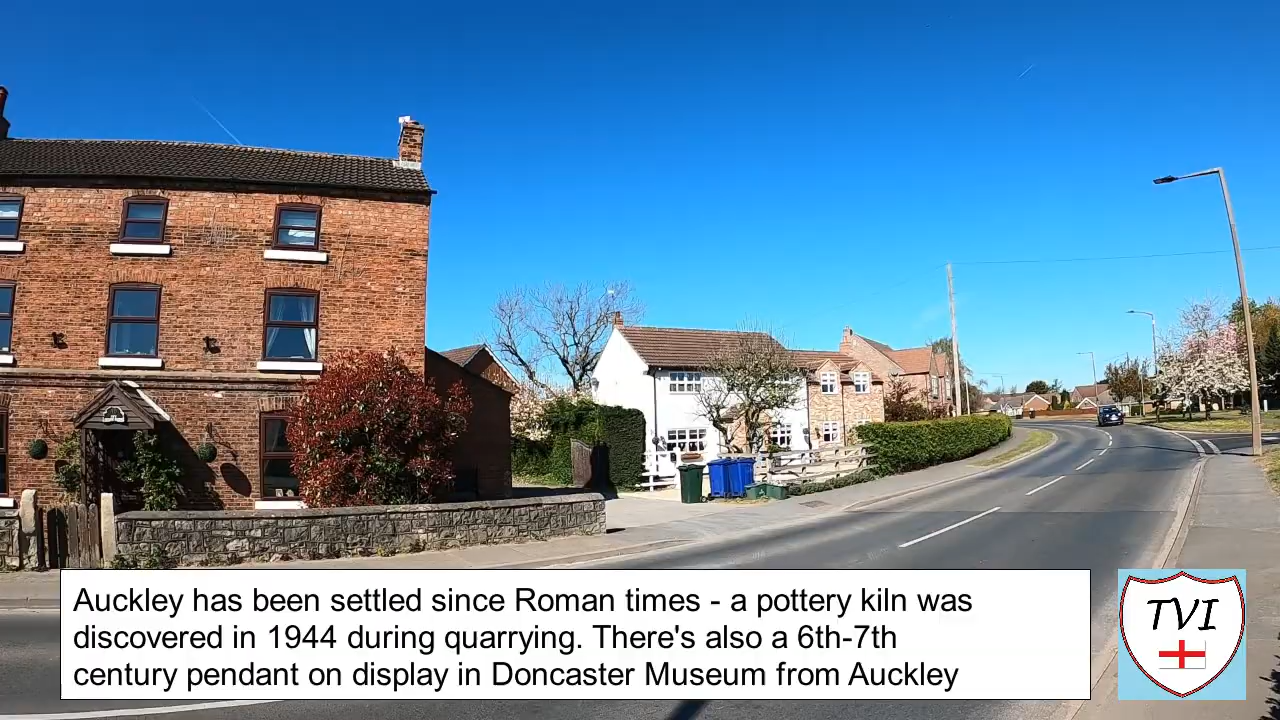 Auckley has been settled since Roman times - a pottery kiln was
discovered in 1944 during quarrying. There's also a 6th-7th
century pendant on display in Doncaster Museum from Auckley
TVI